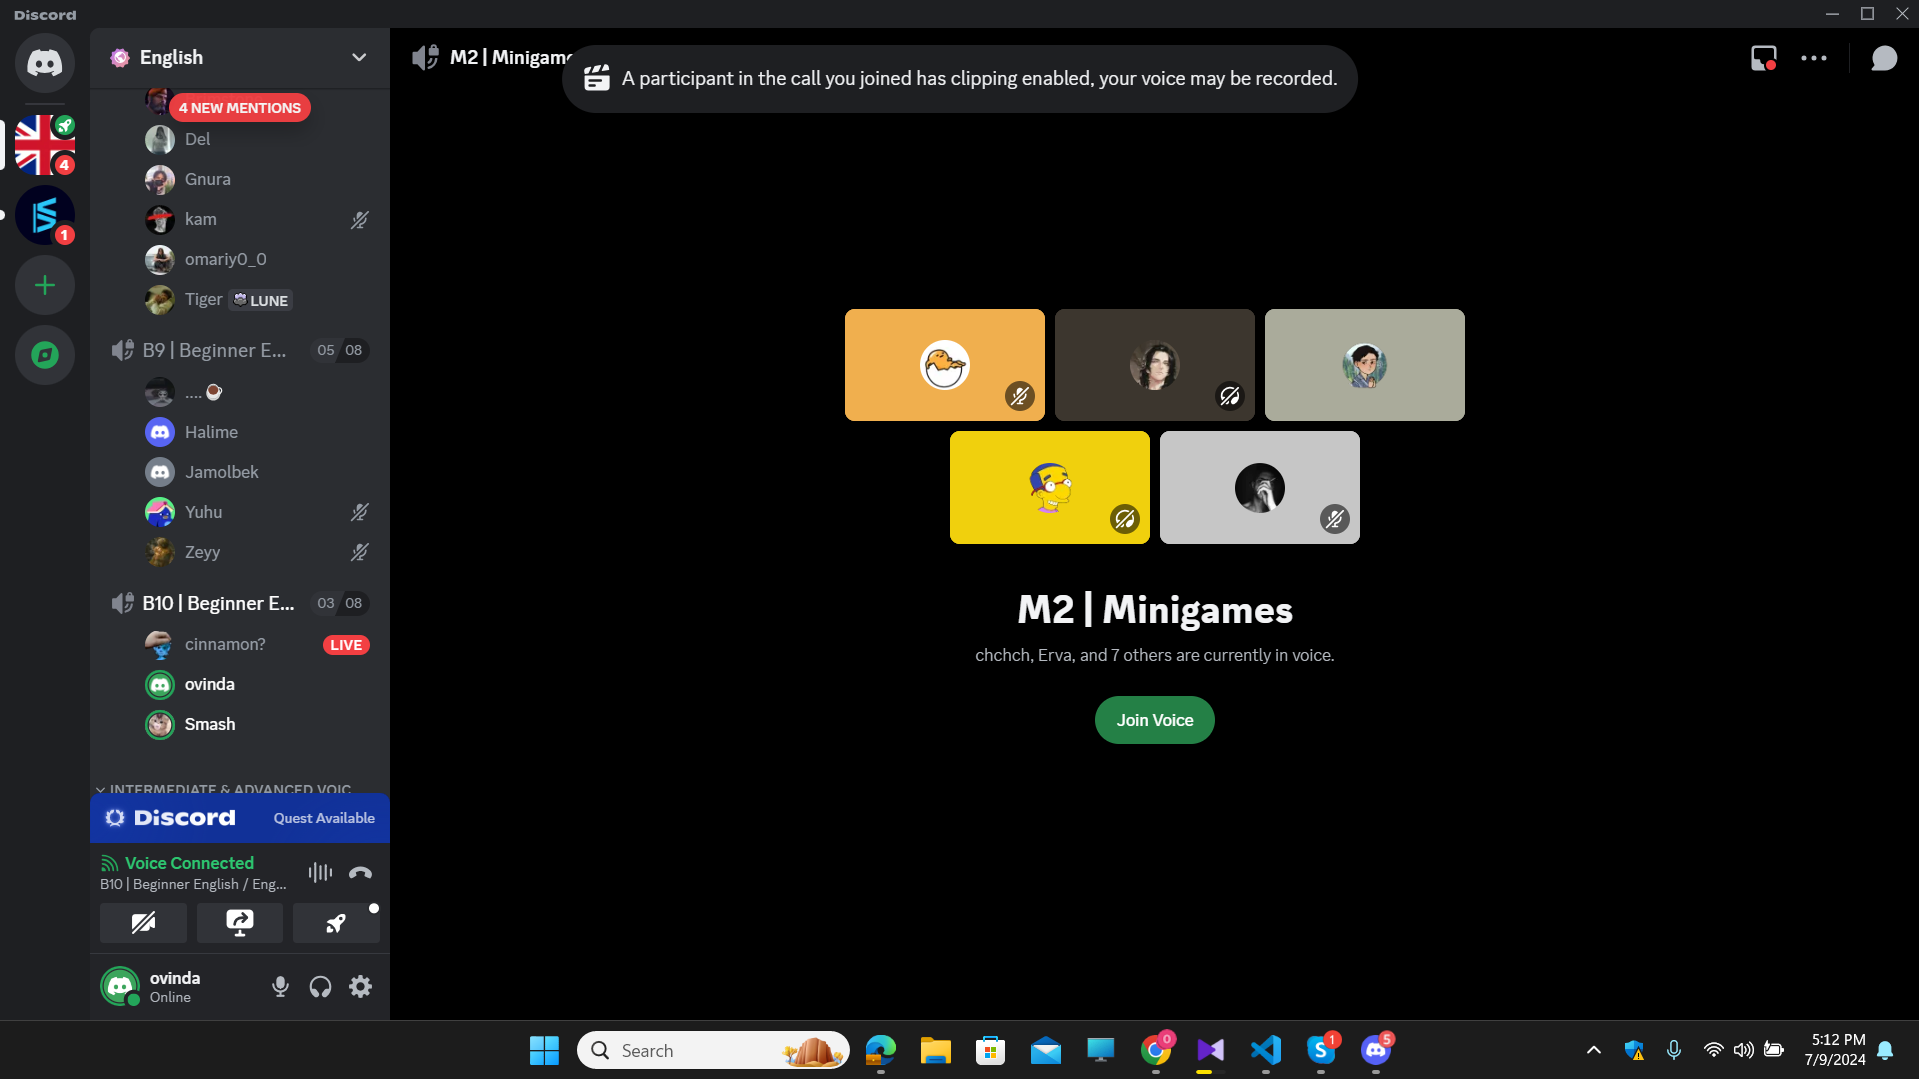 Discord
English
4 NEW MENTIONS
Del
Gnura
kam
omariy0_0
Tiger LUNE
B9 | Beginner E... 05 08
....
Halime
Jamolbek
Yuhu
Zeyy
B10 | Beginner E... 03 08
cinnamon? LIVE
ovinda
Smash
INTERMEDIATE & ADVANCED VOIC
Discord Quest Available
Voice Connected
B10 | Beginner English / Eng...
ovinda
Online
4
1
M2 | Minigame
A participant in the call you joined has clipping enabled, your voice may be recorded.
M2 | Minigames
chchch, Erva, and 7 others are currently in voice.
Join Voice
Search
0
S 1
5
5:12 PM
7/9/2024